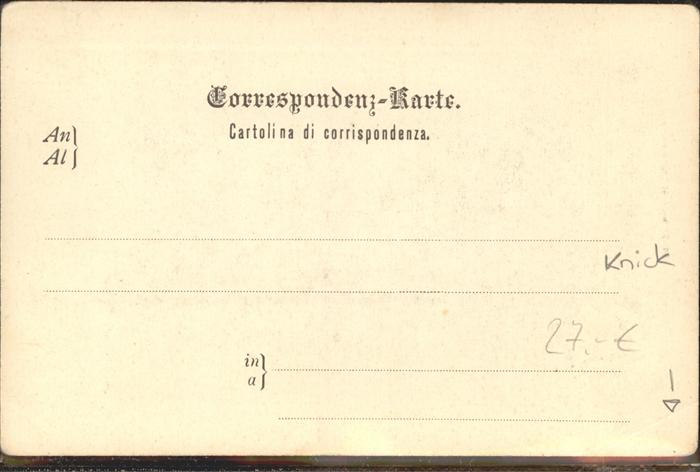 Correspondenz-Karte.
Cartolina di corrispondenza.
An
Al
Knick
27.-€
in
a